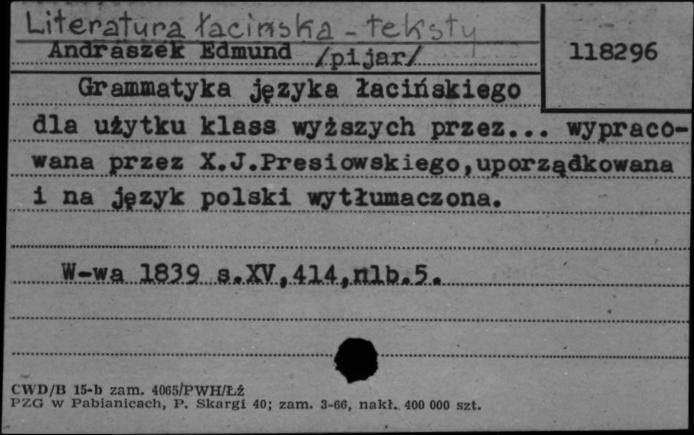 Literatura łacińska - teksty
Andraszek Edmund /pijar/
118296
Grammatyka języka łacińskiego
dla użytku klass wyższych przez... wypraco-
wana przez X.J.Presiowskiego,uporządkowana
i na język polski wytłumaczona.
W-wa 1839 s.XV,414,nlb.5.
CWD/B 15-b zam. 4065/PWH/Łź
PZG w Pabianicach, P. Skargi 40; zam. 3-66, nakł. 400 000 szt.